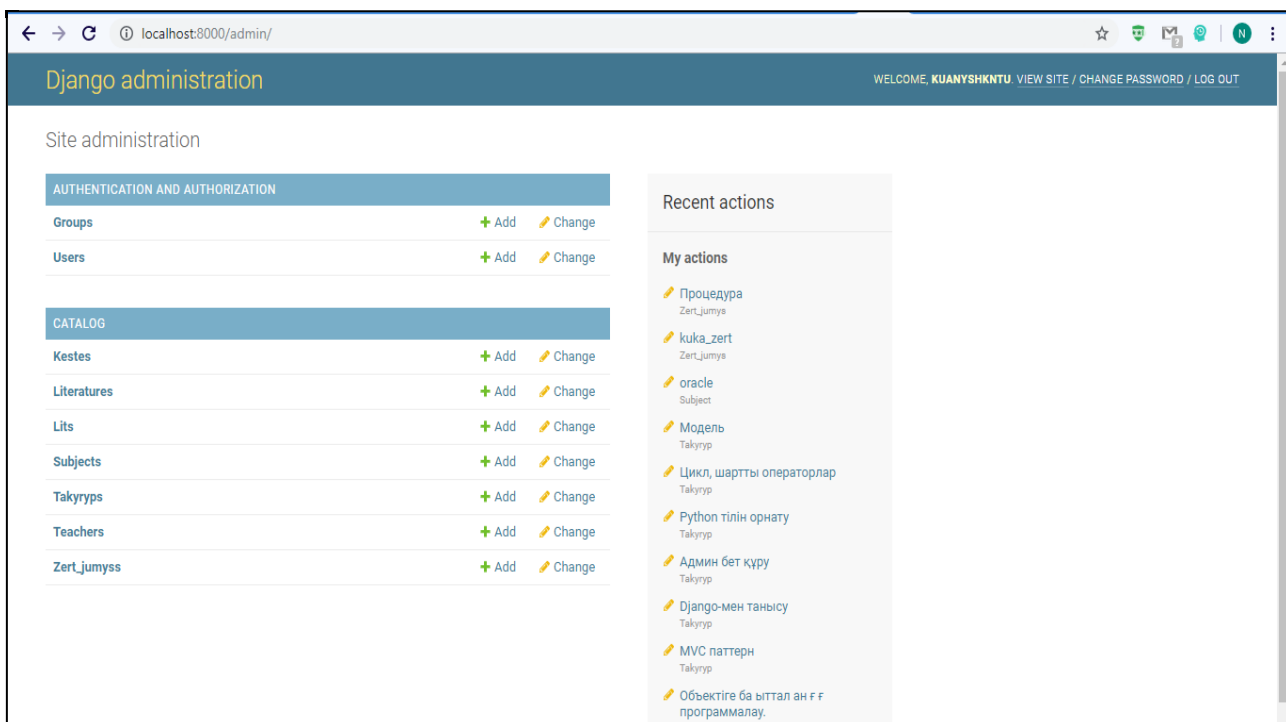 localhost:8000/admin/
N
Django administration
WELCOME, KUANYSHKNTU. VIEW SITE / CHANGE PASSWORD / LOG OUT
Site administration
AUTHENTICATION AND AUTHORIZATION
Groups + Add Change
Users + Add Change
CATALOG
Kestes + Add Change
Literatures + Add Change
Lits + Add Change
Subjects + Add Change
Takyryps + Add Change
Teachers + Add Change
Zert_jumyss + Add Change
Recent actions
My actions
Процедура
Zert_jumys
kuka_zert
Zert_jumys
oracle
Subject
Модель
Takyryp
Цикл, шартты операторлар
Takyryp
Python тілін орнату
Takyryp
Админ бет құру
Takyryp
Django-мен танысу
Takyryp
MVC паттерн
Takyryp
Объектіге ба ыттал ан ғ ғ
программалау.